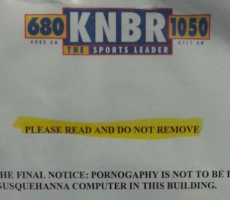 680 KNBR 1050
THE SPORTS LEADER
PLEASE READ AND DO NOT REMOVE
HE FINAL NOTICE: PORNOGAPHY IS NOT TO BE
SUSQUEHANNA COMPUTER IN THIS BUILDING.